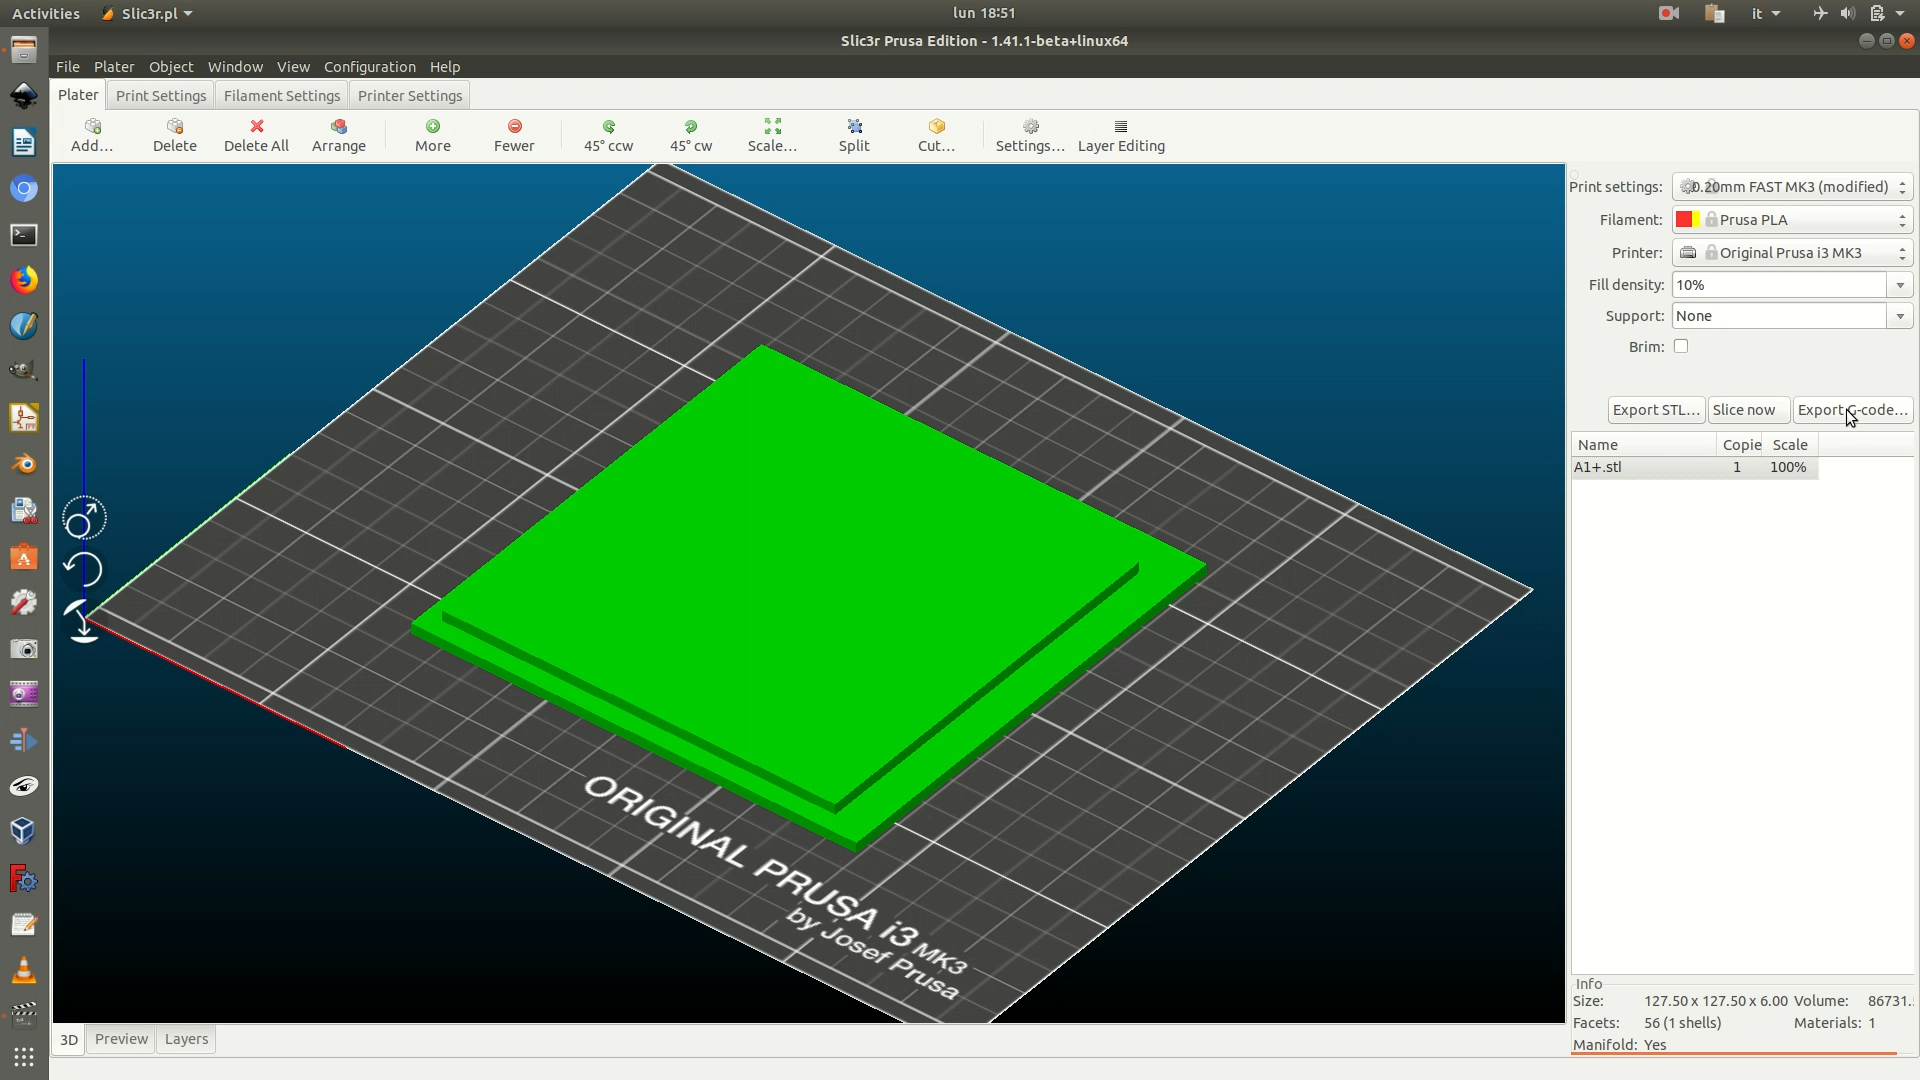 Activities Slic3r.pl lun 18:51 it
Slic3r Prusa Edition - 1.41.1-beta+linux64
File Plater Object Window View Configuration Help
Plater Print Settings Filament Settings Printer Settings
Add... Delete Delete All Arrange More Fewer 45° ccw 45° cw Scale... Split Cut... Settings... Layer Editing
Print settings: 0.20mm FAST MK3 (modified)
Filament: Prusa PLA
Printer: Original Prusa i3 MK3
Fill density: 10%
Support: None
Brim:
Export STL... Slice now Export G-code...
Name Copie Scale
A1+.stl 1 100%
ORIGINAL PRUSA i3 MK3
by Josef Prusa
Info
Size: 127.50 x 127.50 x 6.00 Volume: 86731.
Facets: 56 (1 shells) Materials: 1
Manifold: Yes
3D Preview Layers